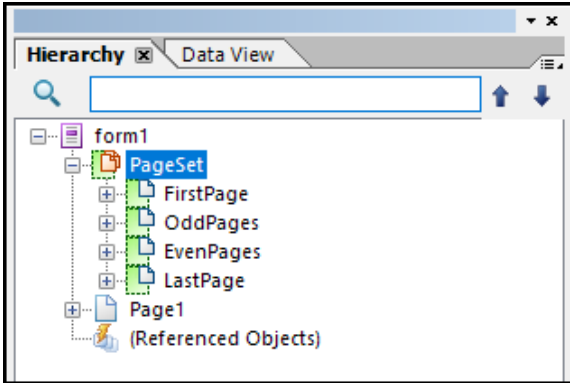 Hierarchy Data View
form1
PageSet
FirstPage
OddPages
EvenPages
LastPage
Page1
(Referenced Objects)